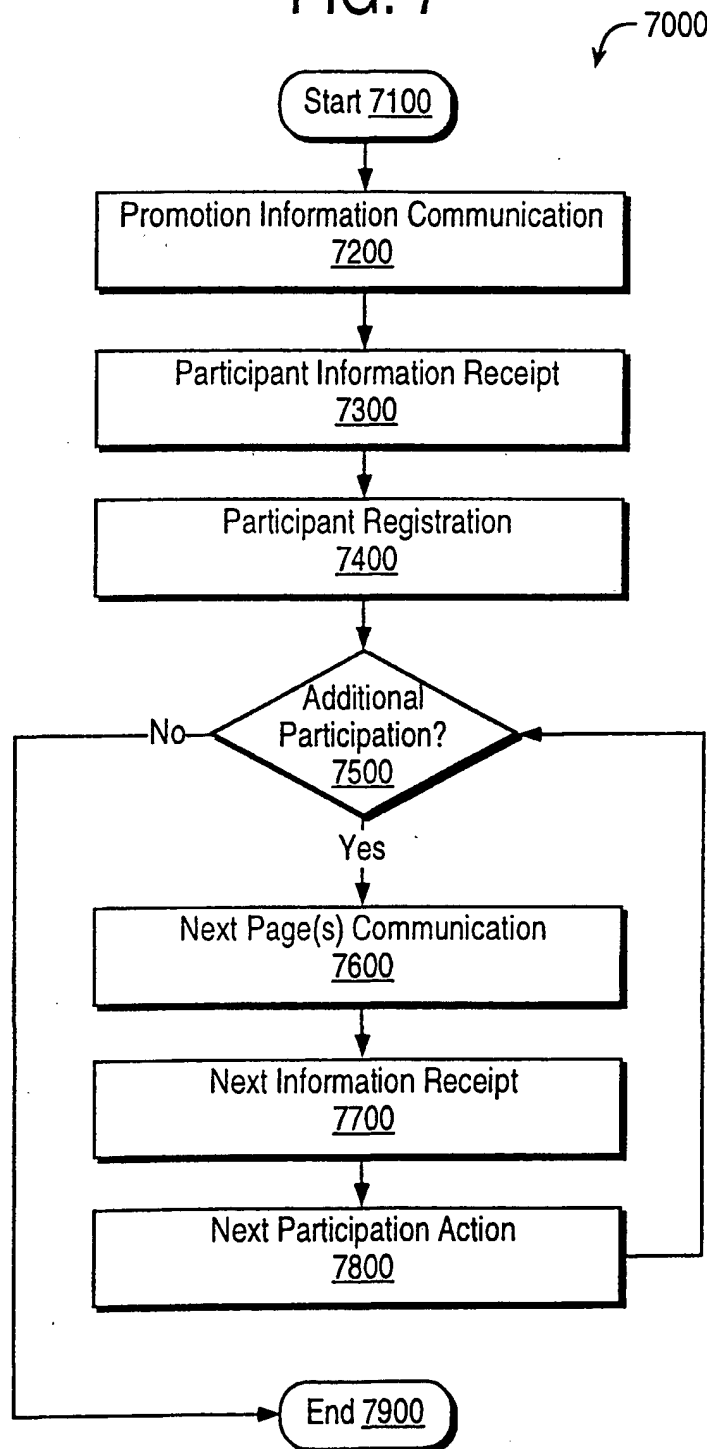 FIG. 7
7000
Start 7100
Promotion Information Communication
7200
Participant Information Receipt
7300
Participant Registration
7400
Additional
Participation?
7500
No
Yes
Next Page(s) Communication
7600
Next Information Receipt
7700
Next Participation Action
7800
End 7900